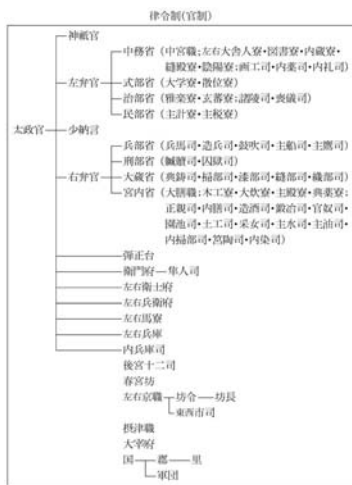 律令制(官制)
神祇官
中務省(中宮職;左右大舎人寮・図書寮・内蔵寮・
縫殿寮・陰陽寮;画工司・内薬司・内礼司)
左弁官
式部省(大学寮・散位寮)
治部省(雅楽寮・玄蕃寮;諸陵司・喪儀司)
民部省(主計寮・主税寮)
太政官
少納言
兵部省(兵馬司・造兵司・鼓吹司・主船司・主鷹司)
刑部省(贓贖司・囚獄司)
右弁官
大蔵省(典鋳司・掃部司・漆部司・縫部司・織部司)
宮内省(大膳職;木工寮・大炊寮・主殿寮・典薬寮;
正親司・内膳司・造酒司・鍛冶司・官奴司・
園池司・土工司・采女司・主水司・主油司・
内掃部司・筥陶司・内染司)
弾正台
衛門府
隼人司
左右衛士府
左右兵衛府
左右馬寮
左右兵庫
内兵庫司
後宮十二司
春宮坊
左右京職
坊令
坊長
東西市司
摂津職
大宰府
国
郡
里
軍団